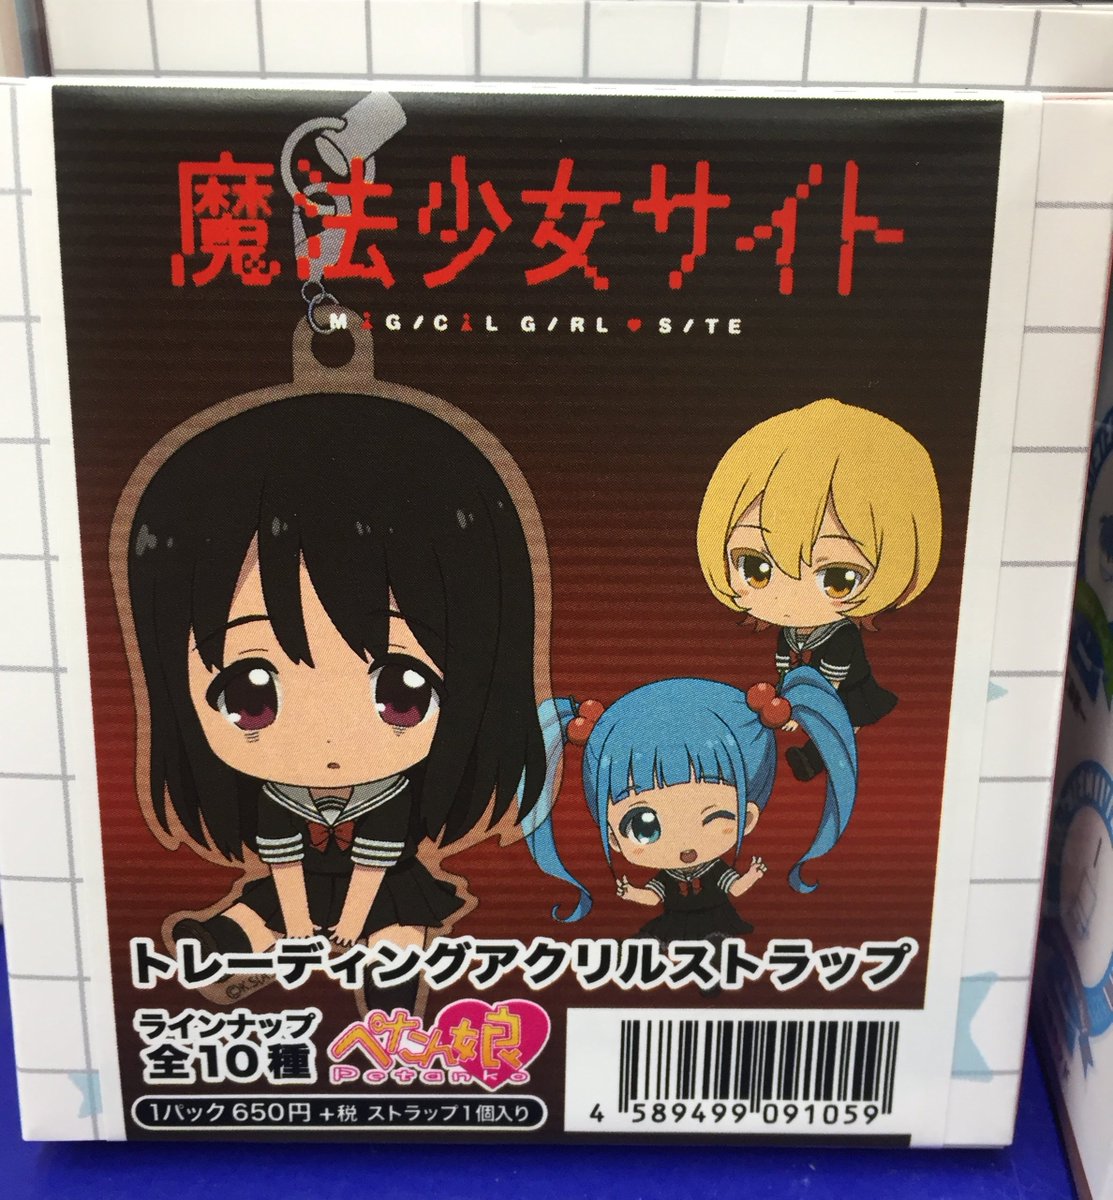 魔法少女サイト
MAGICAL GIRL♥SITE
トレーディングアクリルストラップ
ラインナップ
全10種
ぺたん娘
Petanko
1パック650円+税 ストラップ1個入り
4 589499 091059